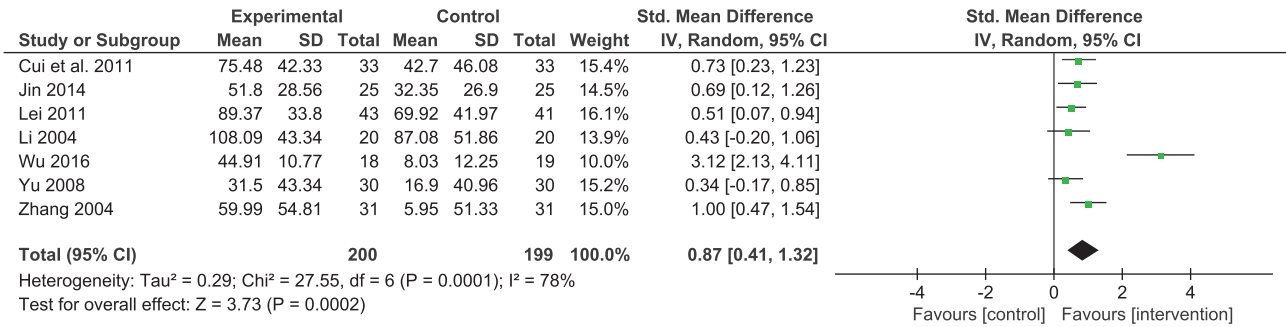 Experimental Control Std. Mean Difference Std. Mean Difference
Study or Subgroup Mean SD Total Mean SD Total Weight IV, Random, 95% CI IV, Random, 95% CI
Cui et al. 2011 75.48 42.33 33 42.7 46.08 33 15.4% 0.73 [0.23, 1.23]
Jin 2014 51.8 28.56 25 32.35 26.9 25 14.5% 0.69 [0.12, 1.26]
Lei 2011 89.37 33.8 43 69.92 41.97 41 16.1% 0.51 [0.07, 0.94]
Li 2004 108.09 43.34 20 87.08 51.86 20 13.9% 0.43 [-0.20, 1.06]
Wu 2016 44.91 10.77 18 8.03 12.25 19 10.0% 3.12 [2.13, 4.11]
Yu 2008 31.5 43.34 30 16.9 40.96 30 15.2% 0.34 [-0.17, 0.85]
Zhang 2004 59.99 54.81 31 5.95 51.33 31 15.0% 1.00 [0.47, 1.54]
Total (95% CI) 200 199 100.0% 0.87 [0.41, 1.32]
Heterogeneity: Tau² = 0.29; Chi² = 27.55, df = 6 (P = 0.0001); I² = 78%
Test for overall effect: Z = 3.73 (P = 0.0002)
-4 -2 0 2 4
Favours [control] Favours [intervention]